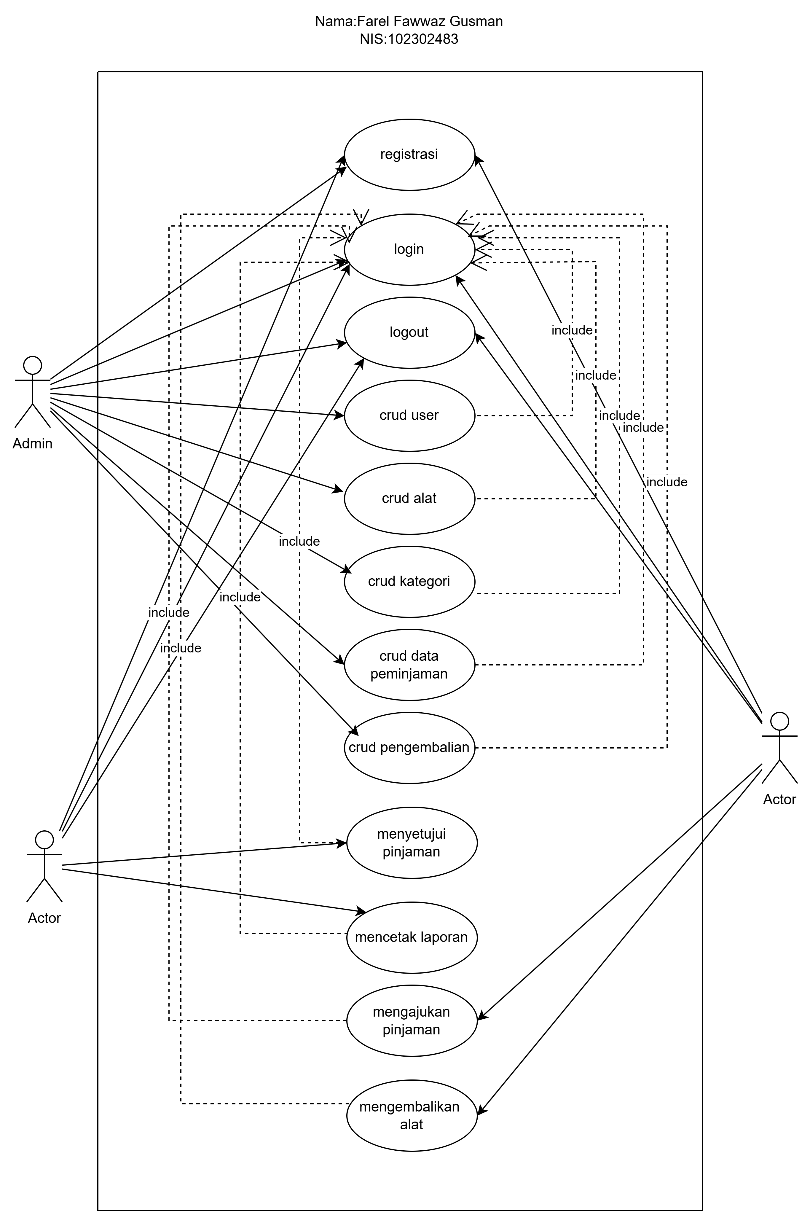 Nama:Farel Fawwaz Gusman
NIS:102302483
registrasi
login
logout
include
Admin
include
crud user
include
include
crud alat
include
include
crud kategori
include
include
include
crud data
peminjaman
crud pengembalian
Actor
menyetujui
pinjaman
Actor
mencetak laporan
mengajukan
pinjaman
mengembalikan
alat